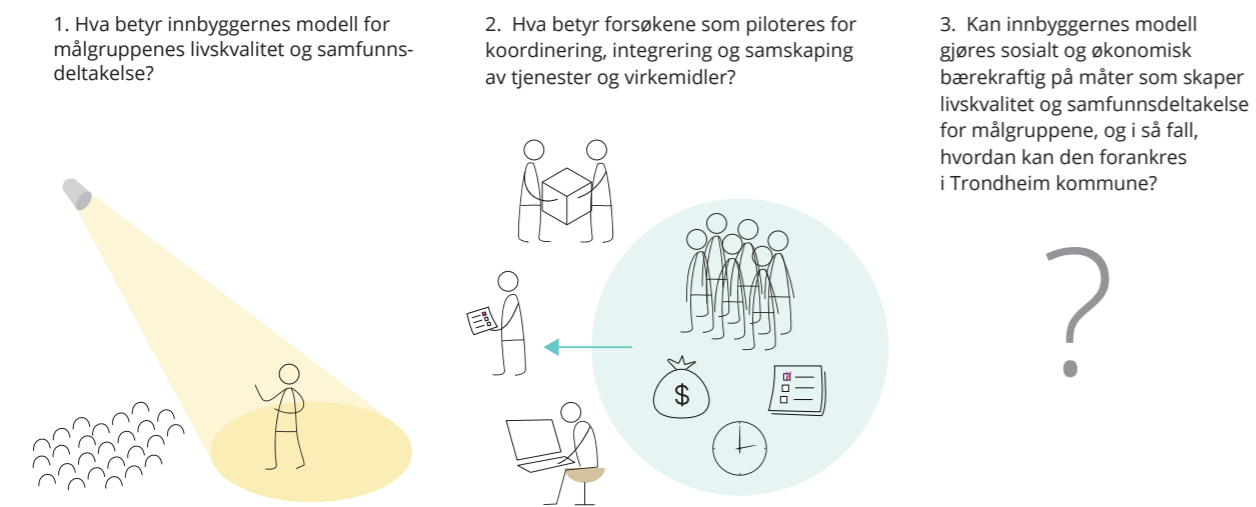 1. Hva betyr innbyggernes modell for
målgruppenes livskvalitet og samfunns-
deltakelse?
2. Hva betyr forsøkene som piloteres for
koordinering, integrering og samskaping
av tjenester og virkemidler?
3. Kan innbyggernes modell
gjøres sosialt og økonomisk
bærekraftig på måter som skaper
livskvalitet og samfunnsdeltakelse
for målgruppene, og i så fall,
hvordan kan den forankres
i Trondheim kommune?
$
?